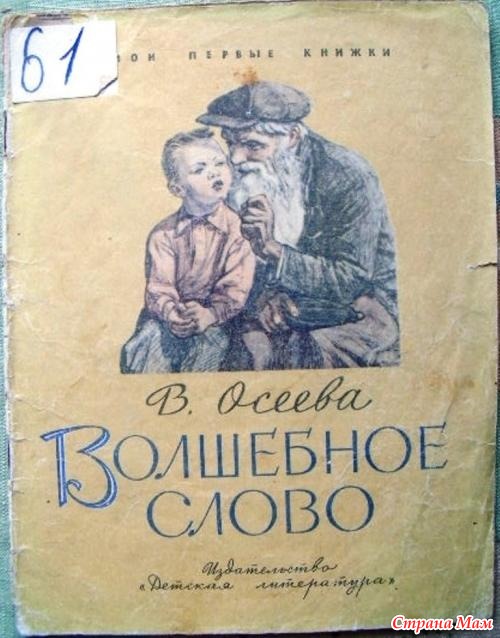 61
МОИ ПЕРВЫЕ КНИЖКИ
В. Осеева
ВОЛШЕБНОЕ
СЛОВО
Издательство
«Детская литература»
Страна Мам